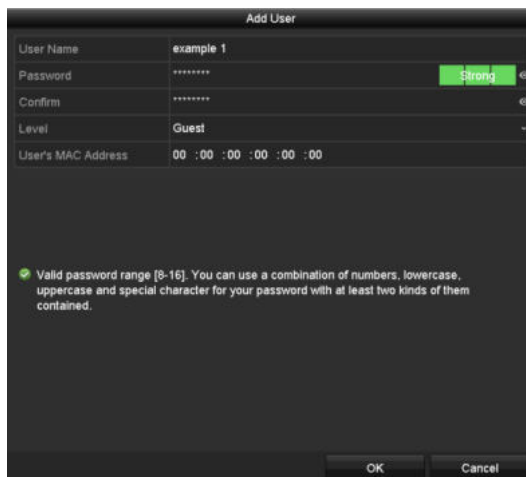 Add User
User Name example 1
Password ******** Strong
Confirm ********
Level Guest
User's MAC Address 00 :00 :00 :00 :00 :00
Valid password range [8-16]. You can use a combination of numbers, lowercase,
uppercase and special character for your password with at least two kinds of them
contained.
OK Cancel